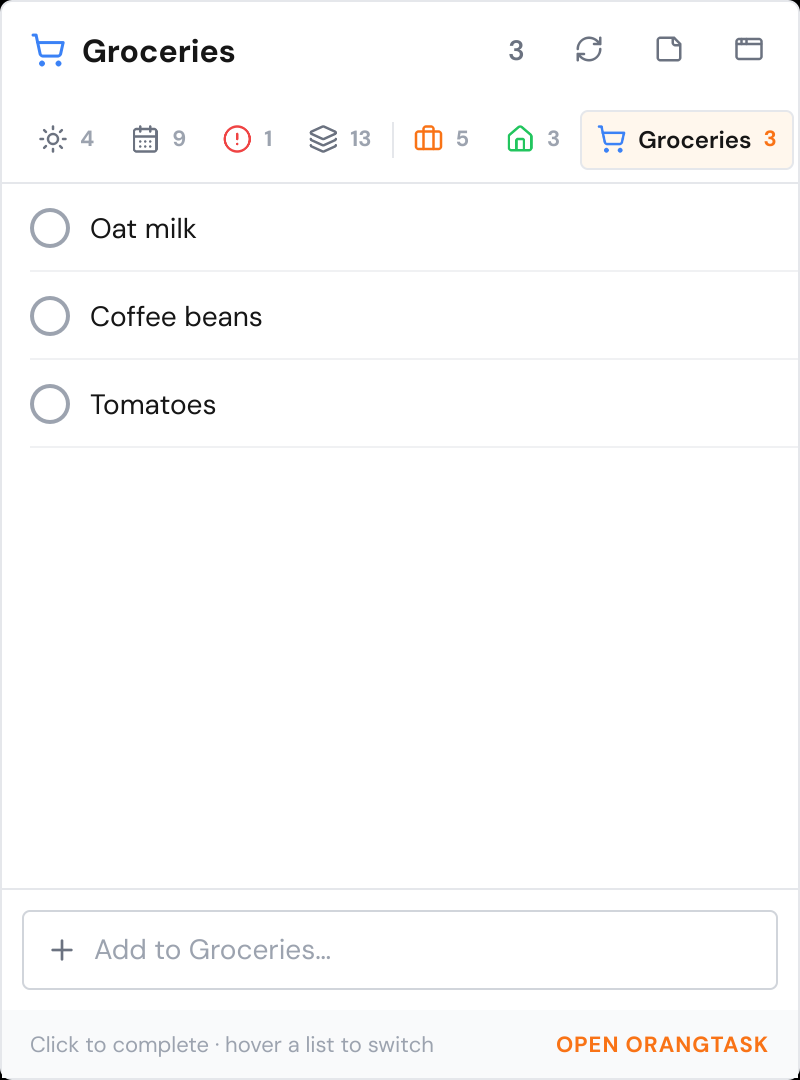 Groceries 3
4 9 1 13 5 3 Groceries 3
Oat milk
Coffee beans
Tomatoes
Add to Groceries...
Click to complete · hover a list to switch OPEN ORANGTASK